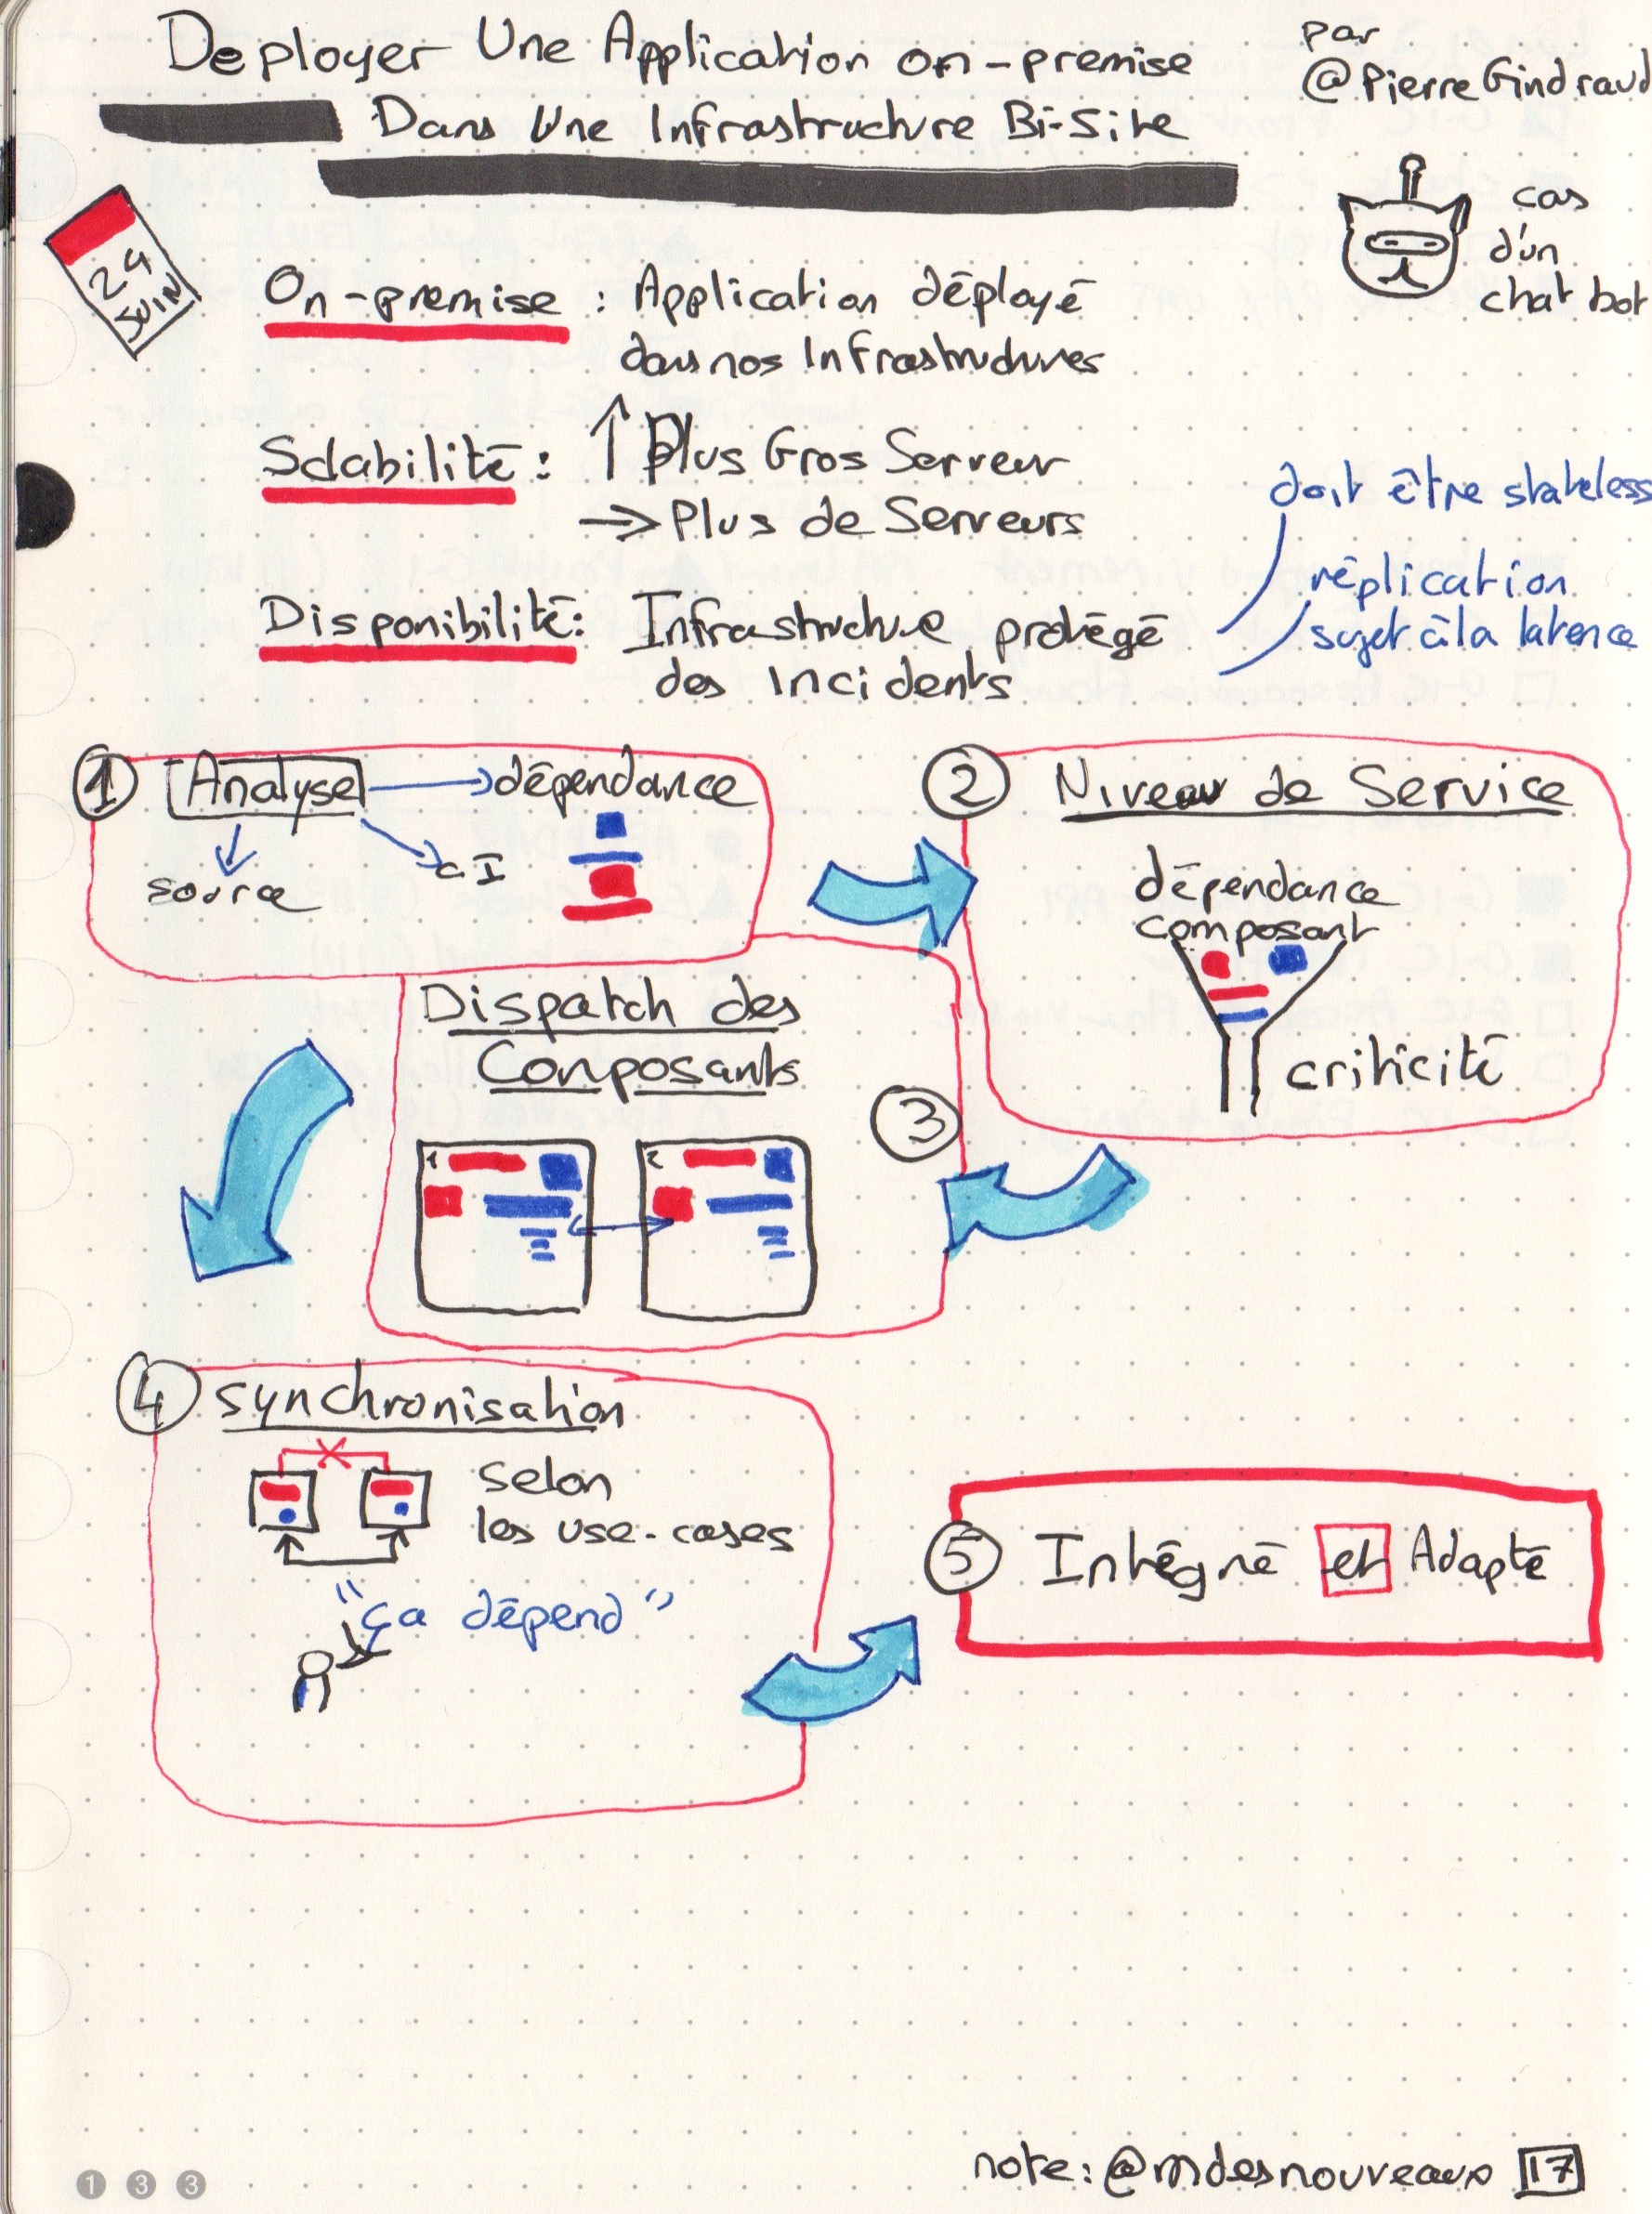 Deployer Une Application on-premise
Dans Une Infrastructure Bi-Site
par
@PierreGindraud
cas
d'un
chat bot
24
JUIN
On-premise : Application déployé
dans nos Infrastructures
Sclabilité : ↑ Plus Gros Serveur
→ Plus de Serveurs
doit être stateless
réplication
sujet à la latence
Disponibilité : Infrastructure protégé
des Incidents
1 Analyse → dépendance
source
CI
2 Niveau de Service
dépendance
composant
criticité
Dispatch des
Composants
3
1
2
4 synchronisation
selon
les use-cases
"ça dépend"
5 Intégré et Adapté
note : @mdesnouveaux 17
1 3 3